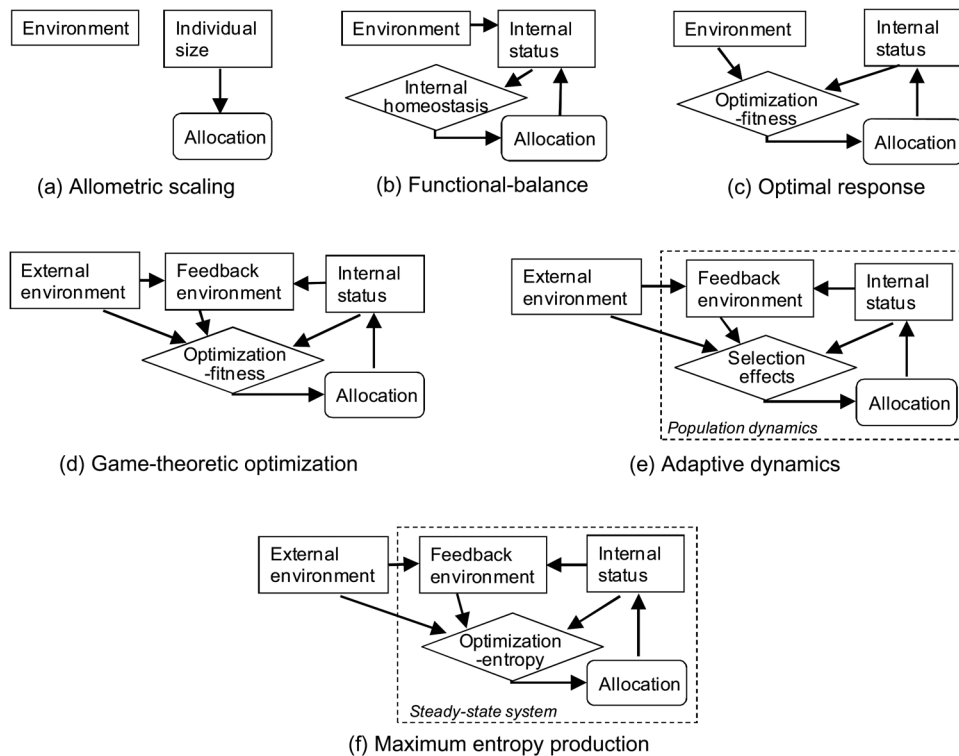 Environment
Individual
size
Allocation
(a) Allometric scaling
Environment
Internal
status
Internal
homeostasis
Allocation
(b) Functional-balance
Environment
Internal
status
Optimization
-fitness
Allocation
(c) Optimal response
External
environment
Feedback
environment
Internal
status
Optimization
-fitness
Allocation
(d) Game-theoretic optimization
External
environment
Feedback
environment
Internal
status
Selection
effects
Allocation
Population dynamics
(e) Adaptive dynamics
External
environment
Feedback
environment
Internal
status
Optimization
-entropy
Allocation
Steady-state system
(f) Maximum entropy production